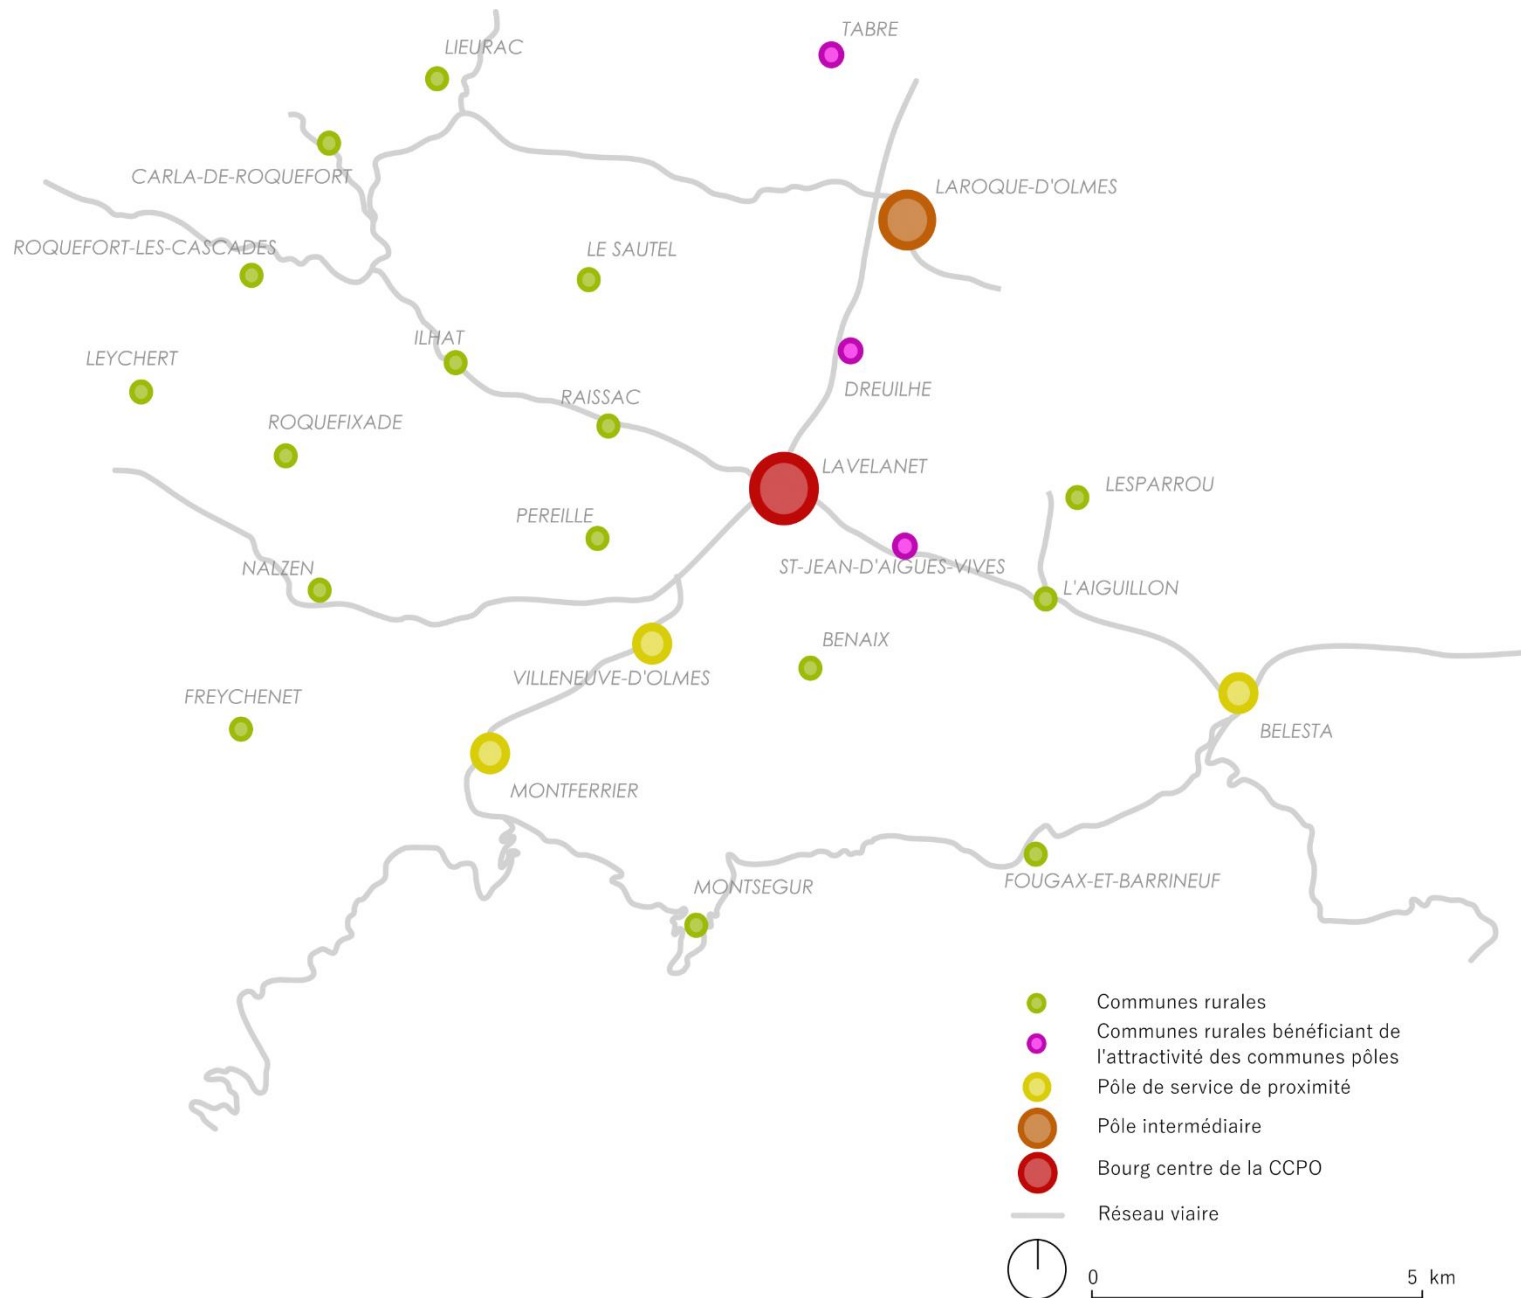 TABRE
LIEURAC
CARLA-DE-ROQUEFORT
LAROQUE-D'OLMES
ROQUEFORT-LES-CASCADES
LE SAUTEL
ILHAT
LEYCHERT
DREUILHE
RAISSAC
ROQUEFIXADE
LAVELANET
LESPARROU
PEREILLE
ST-JEAN-D'AIGUES-VIVES
NALZEN
L'AIGUILLON
BENAIX
VILLENEUVE-D'OLMES
FREYCHENET
BELESTA
MONTFERRIER
FOUGAX-ET-BARRINEUF
MONTSEGUR
Communes rurales
Communes rurales bénéficiant de
l'attractivité des communes pôles
Pôle de service de proximité
Pôle intermédiaire
Bourg centre de la CCPO
Réseau viaire
0 5 km